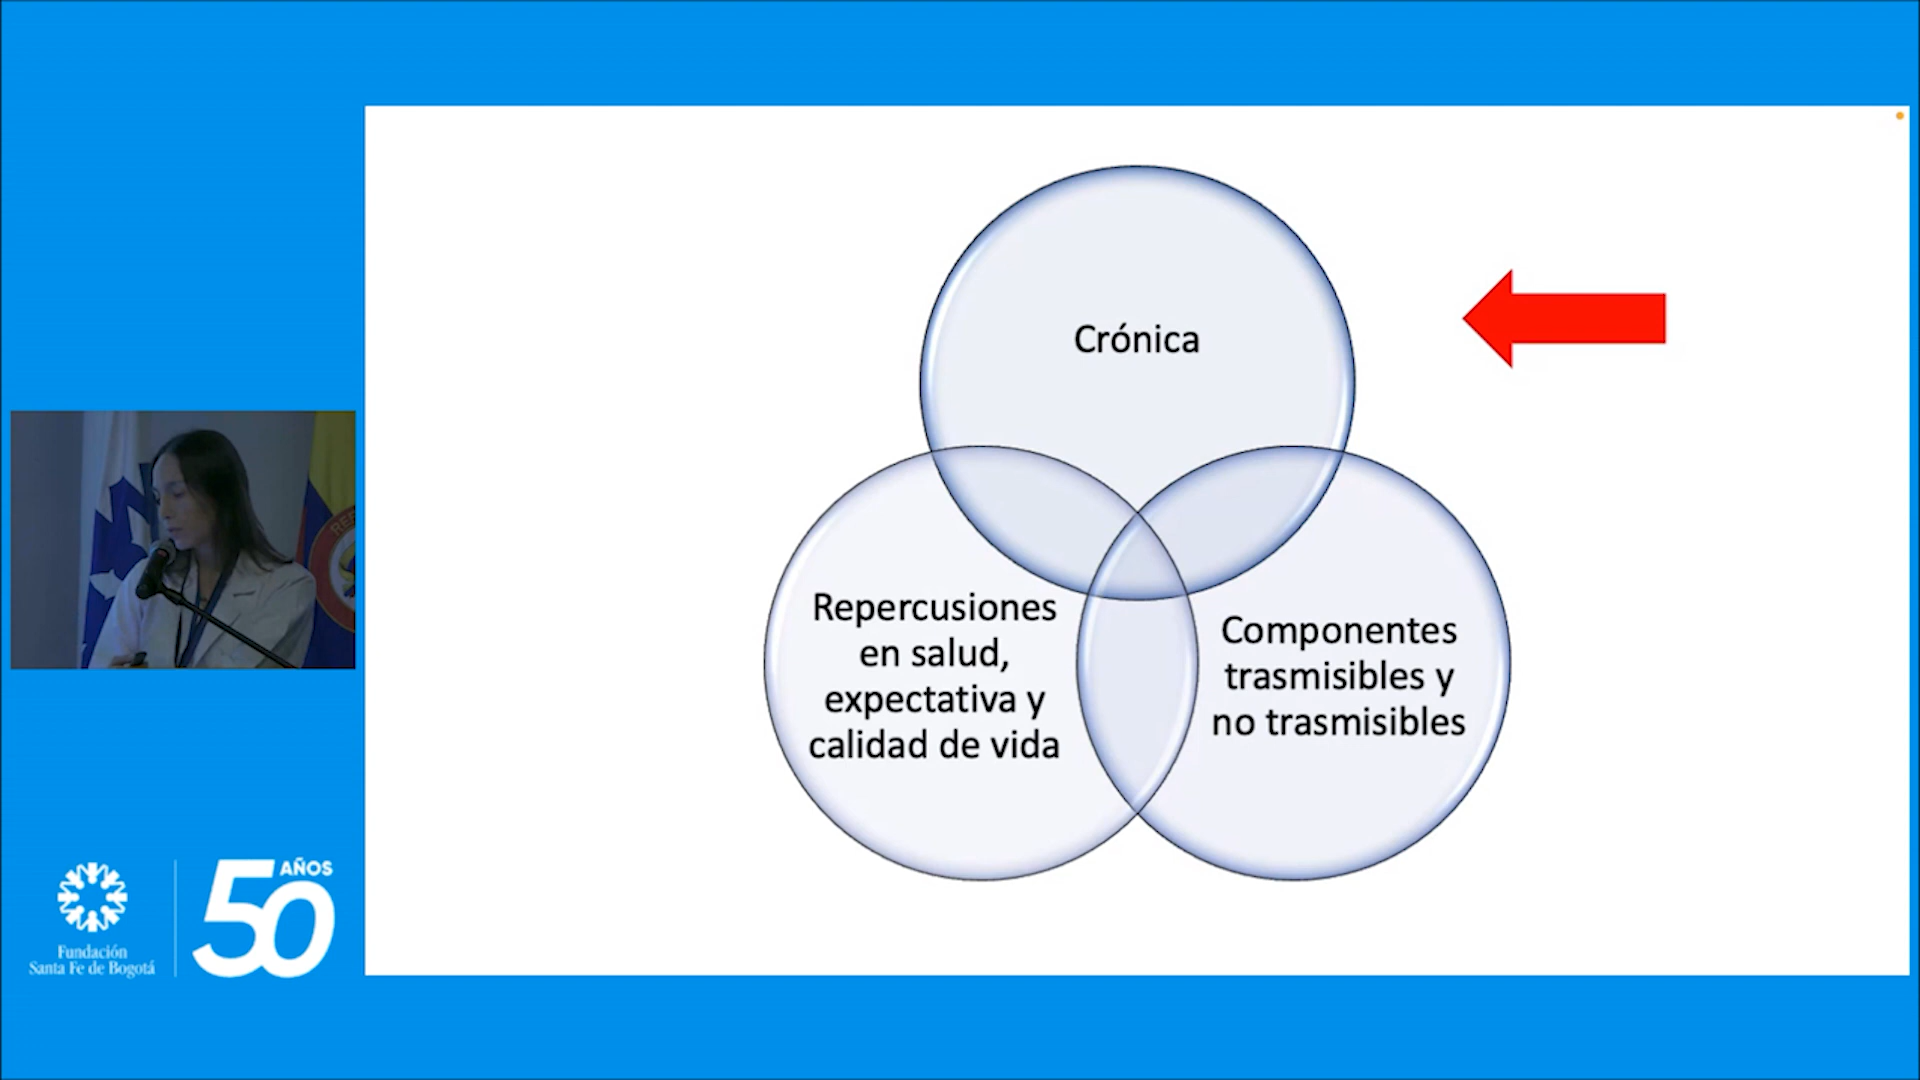 Crónica
Repercusiones
en salud,
expectativa y
calidad de vida
Componentes
trasmisibles y
no trasmisibles
50 AÑOS
Fundación
Santa Fe de Bogotá